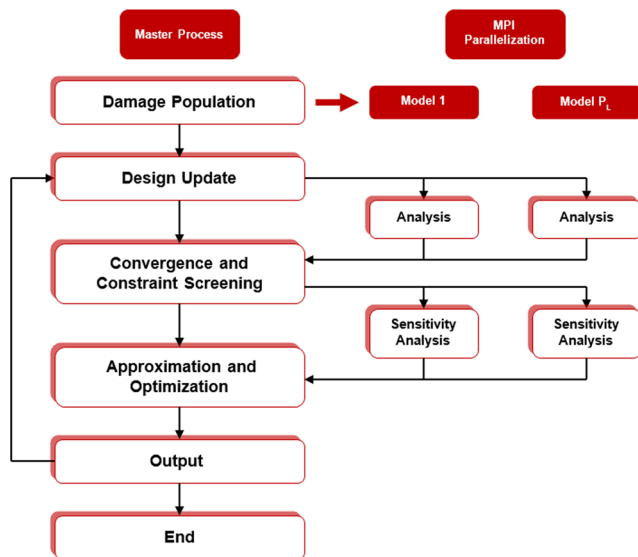 Master Process
MPI
Parallelization
Damage Population
Model 1
Model P_L
Design Update
Analysis
Analysis
Convergence and
Constraint Screening
Sensitivity
Analysis
Sensitivity
Analysis
Approximation and
Optimization
Output
End